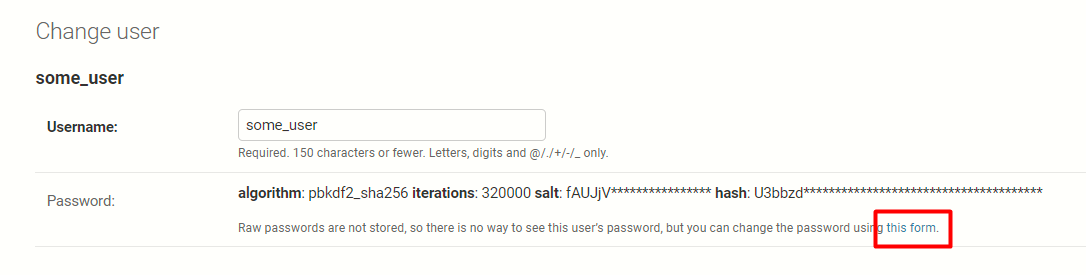 Change user
some_user
Username:
some_user
Required. 150 characters or fewer. Letters, digits and @/./+/-/_ only.
Password:
algorithm: pbkdf2_sha256 iterations: 320000 salt: fAUJjV**************** hash: U3bbzd**************************************
Raw passwords are not stored, so there is no way to see this user's password, but you can change the password using this form.